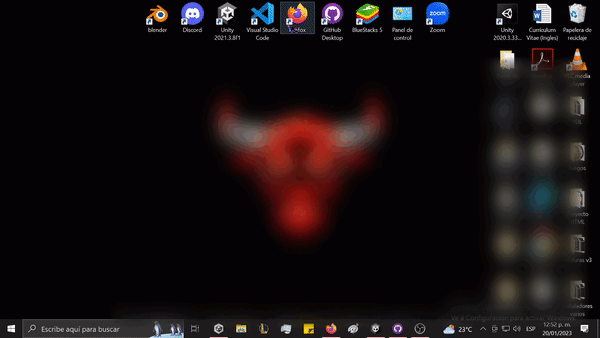 blender
Discord
Unity
2021.3.8f1
Visual Studio
Code
Firefox
GitHub
Desktop
BlueStacks 5
Panel de
control
Zoom
zoom
Unity
2020.3.33...
Curriculum
Vitae (Ingles)
Papelera de
reciclaje
media
HTML
v3
Escribe aquí para buscar
23°C
ESP
12:52 p. m.
20/01/2023